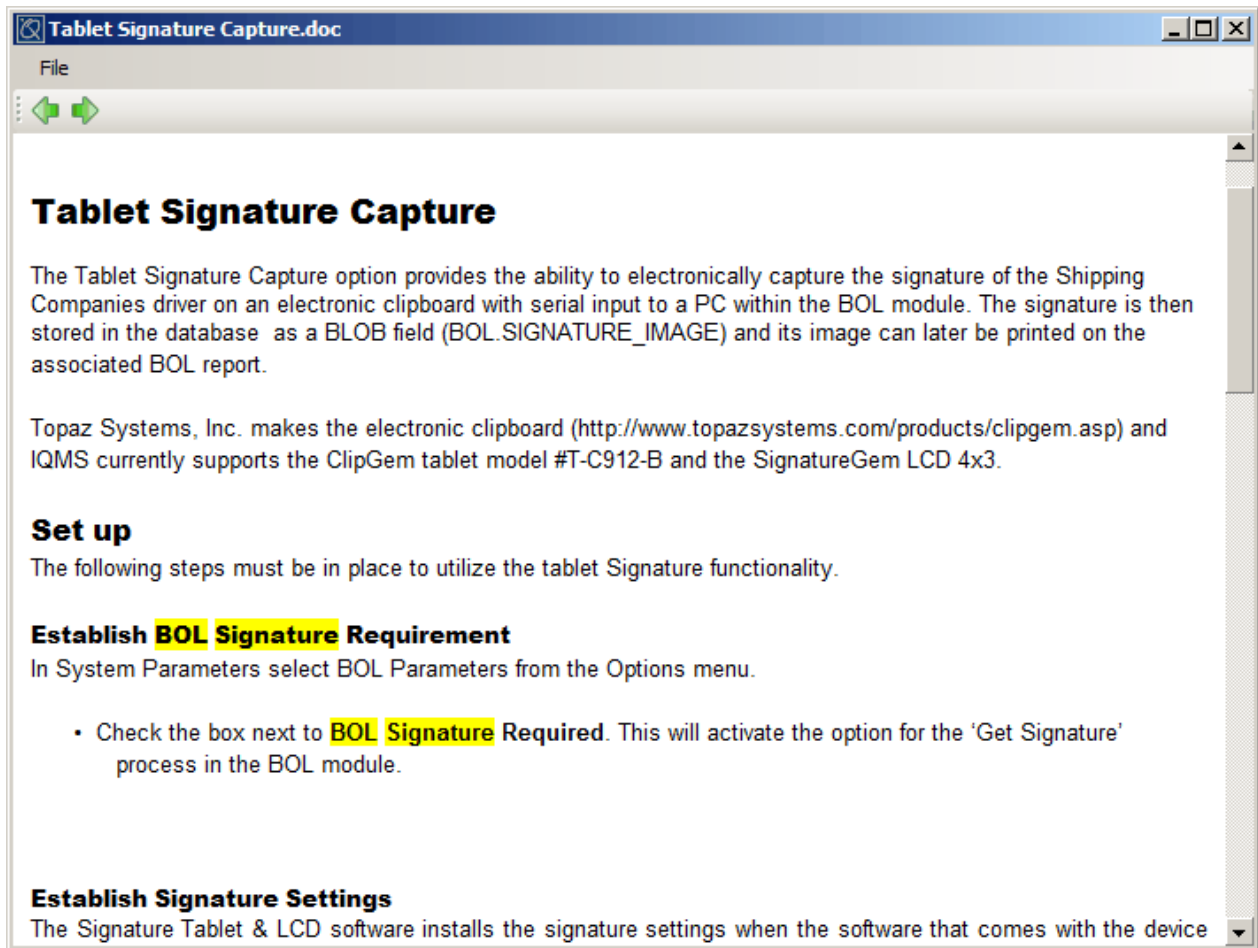 Tablet Signature Capture.doc
File
Tablet Signature Capture
The Tablet Signature Capture option provides the ability to electronically capture the signature of the Shipping
Companies driver on an electronic clipboard with serial input to a PC within the BOL module. The signature is then
stored in the database  as a BLOB field (BOL.SIGNATURE_IMAGE) and its image can later be printed on the
associated BOL report.
Topaz Systems, Inc. makes the electronic clipboard (http://www.topazsystems.com/products/clipgem.asp) and
IQMS currently supports the ClipGem tablet model #T-C912-B and the SignatureGem LCD 4x3.
Set up
The following steps must be in place to utilize the tablet Signature functionality.
Establish BOL Signature Requirement
In System Parameters select BOL Parameters from the Options menu.
• Check the box next to BOL Signature Required. This will activate the option for the ‘Get Signature’
process in the BOL module.
Establish Signature Settings
The Signature Tablet & LCD software installs the signature settings when the software that comes with the device